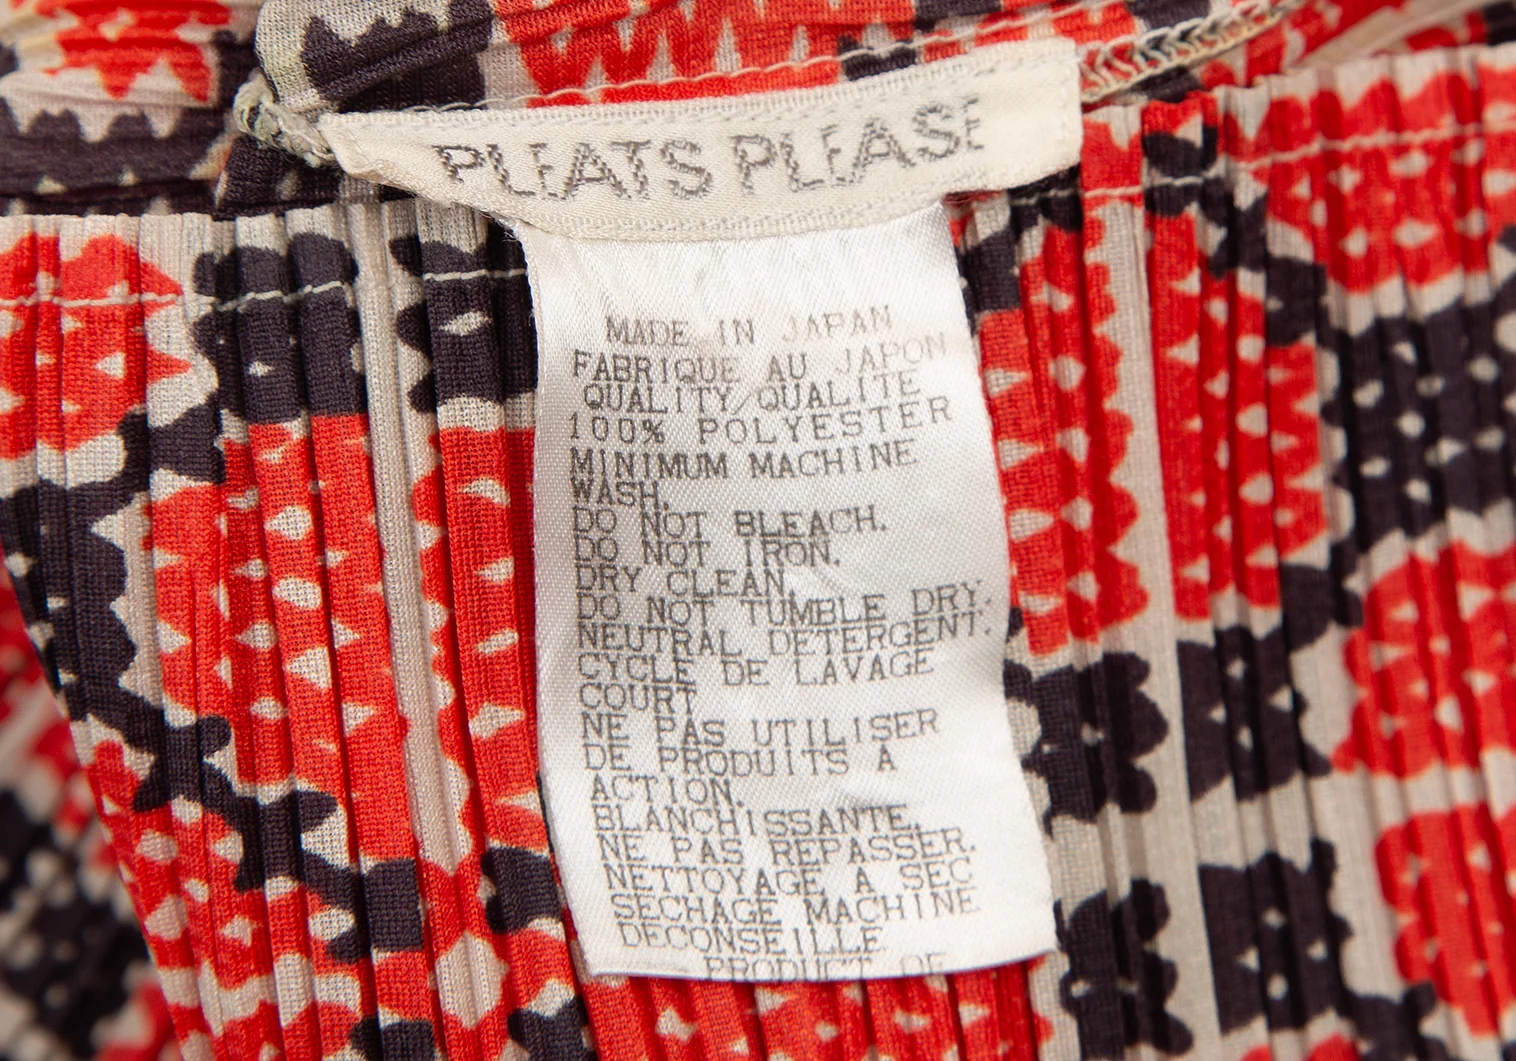 PLEATS PLEASE
MADE IN JAPAN
FABRIQUE AU JAPON
QUALITY/QUALITE
100% POLYESTER
MINIMUM MACHINE
WASH.
DO NOT BLEACH.
DO NOT IRON.
DRY CLEAN.
DO NOT TUMBLE DRY.
NEUTRAL DETERGENT.
CYCLE DE LAVAGE
COURT
NE PAS UTILISER
DE PRODUITS A
ACTION.
BLANCHISSANTE.
NE PAS REPASSER.
NETTOYAGE A SEC
SECHAGE MACHINE
DECONSEILLE
PRODUCT DE